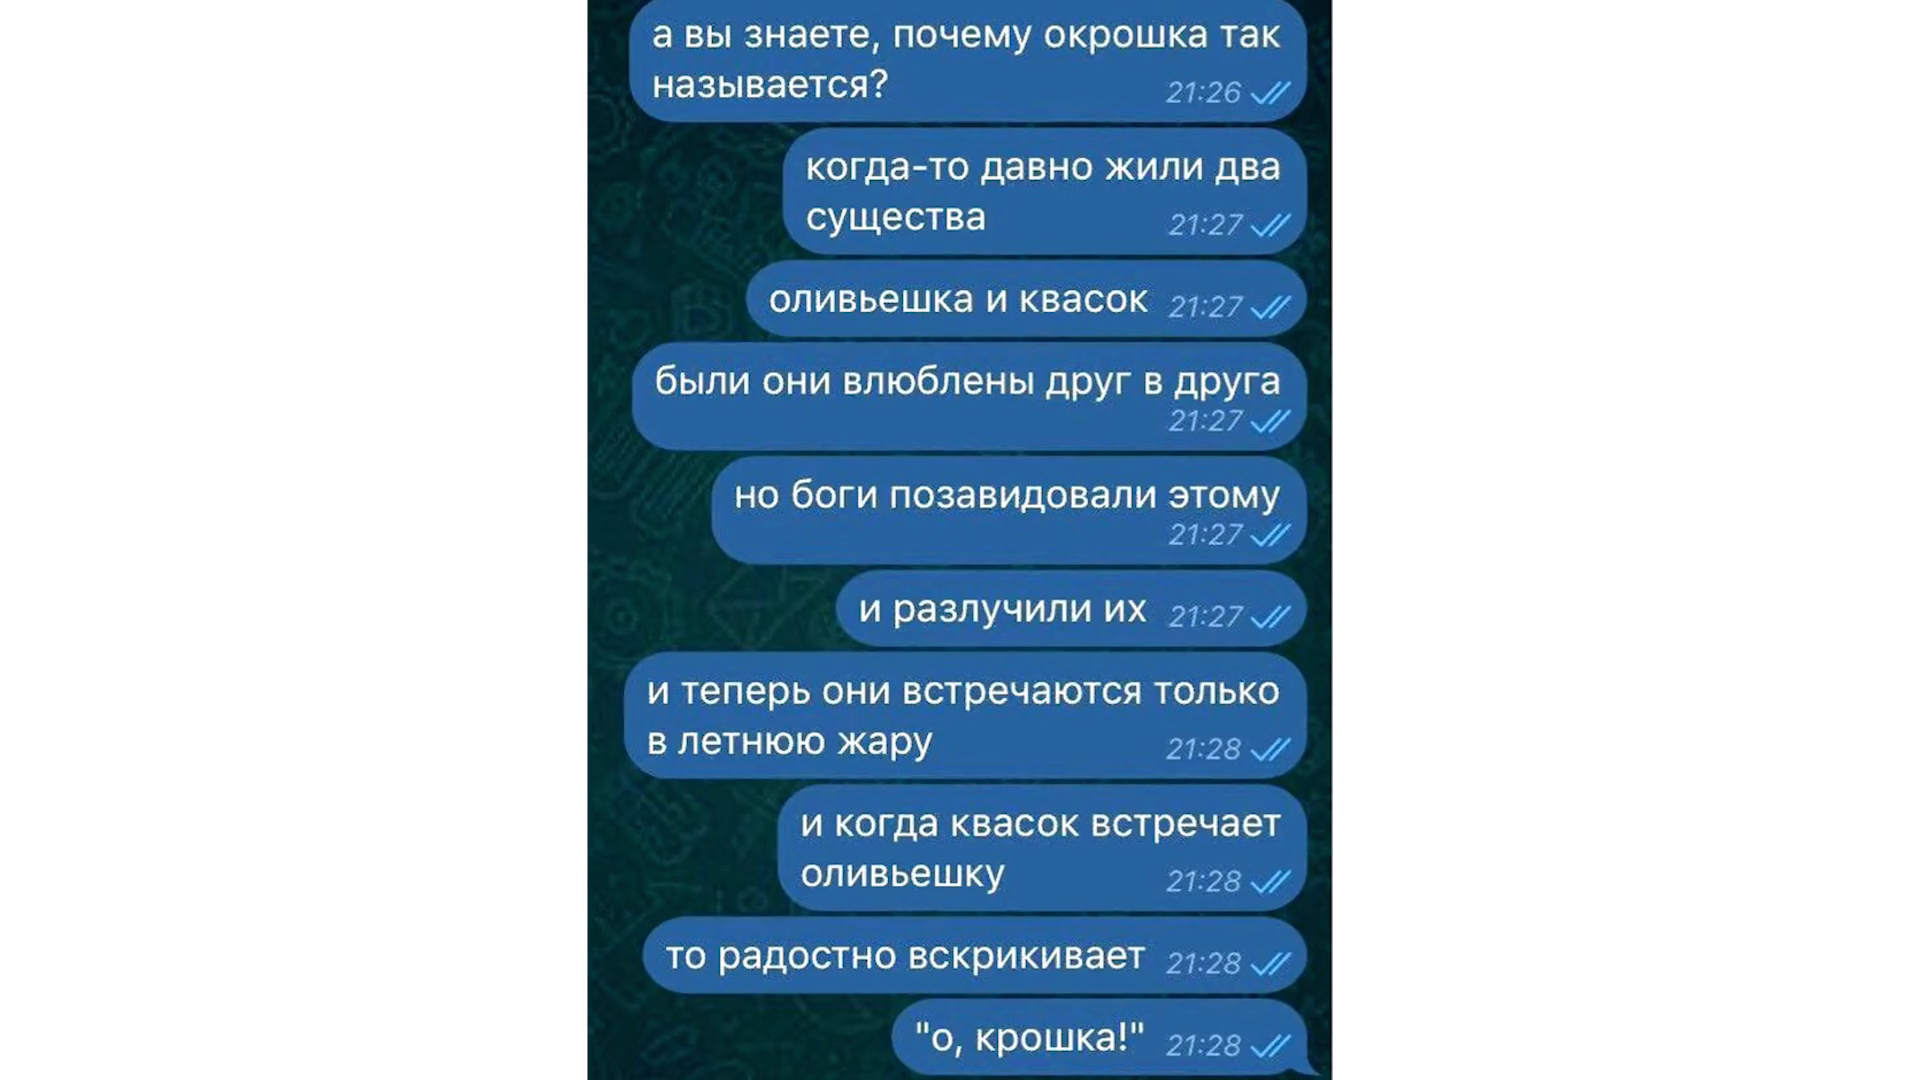 а вы знаете, почему окрошка так
называется?
21:26
когда-то давно жили два
существа
21:27
оливьешка и квасок
21:27
были они влюблены друг в друга
21:27
но боги позавидовали этому
21:27
и разлучили их
21:27
и теперь они встречаются только
в летнюю жару
21:28
и когда квасок встречает
оливьешку
21:28
то радостно вскрикивает
21:28
"о, крошка!"
21:28